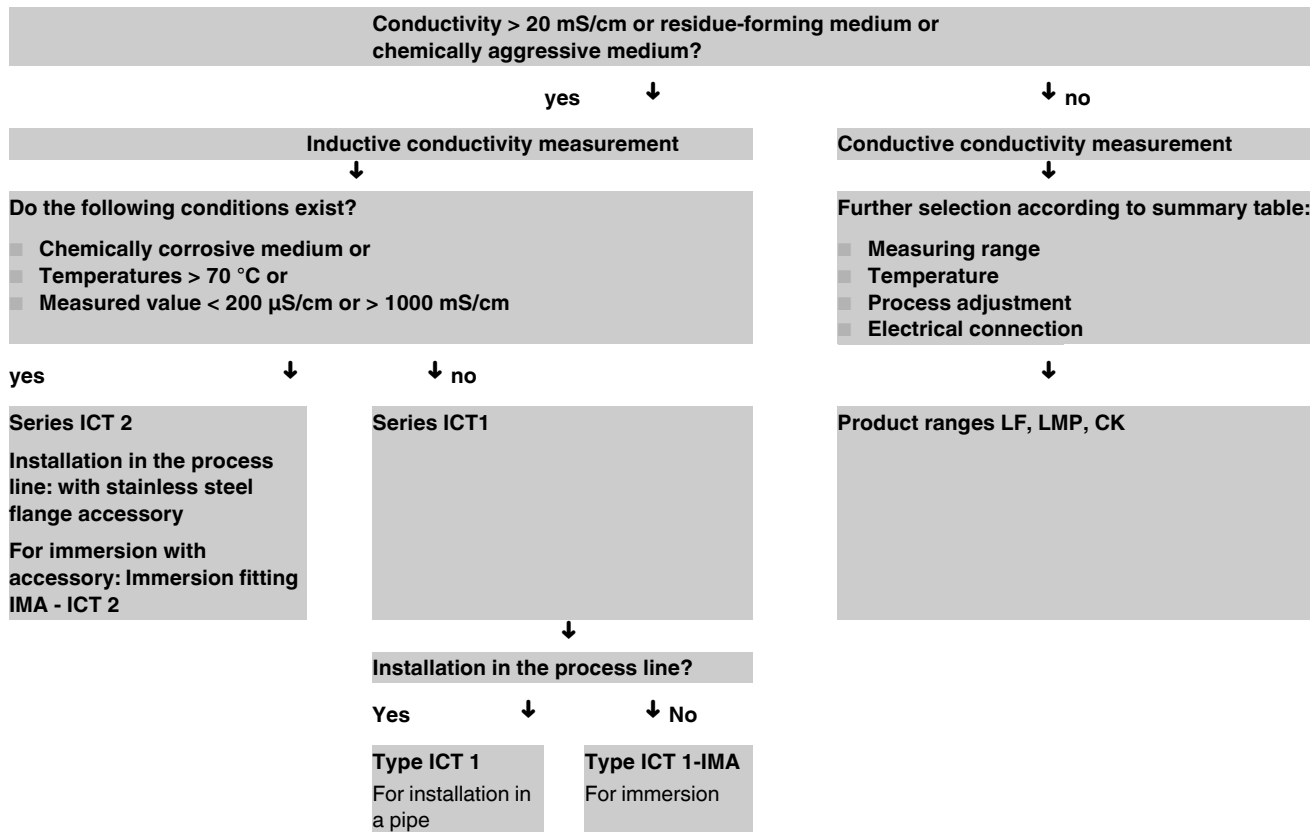 Conductivity > 20 mS/cm or residue-forming medium or
chemically aggressive medium?
yes
no
Inductive conductivity measurement
Conductive conductivity measurement
Do the following conditions exist?
Chemically corrosive medium or
Temperatures > 70 °C or
Measured value < 200 µS/cm or > 1000 mS/cm
Further selection according to summary table:
Measuring range
Temperature
Process adjustment
Electrical connection
yes
no
Series ICT 2
Installation in the process
line: with stainless steel
flange accessory
For immersion with
accessory: Immersion fitting
IMA - ICT 2
Series ICT1
Product ranges LF, LMP, CK
Installation in the process line?
Yes
No
Type ICT 1
For installation in
a pipe
Type ICT 1-IMA
For immersion